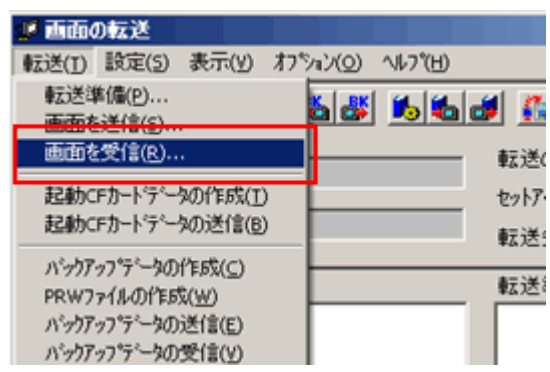 画面の転送
転送(T) 設定(S) 表示(V) オプション(O) ヘルプ(H)
転送準備(P)...
画面を送信(S)...
画面を受信(R)...
転送
起動CFカードデータの作成(T)
セットア
起動CFカードデータの送信(B)
転送
バックアップデータの作成(C)
転送
PRWファイルの作成(W)
バックアップデータの送信(E)
バックアップデータの受信(V)